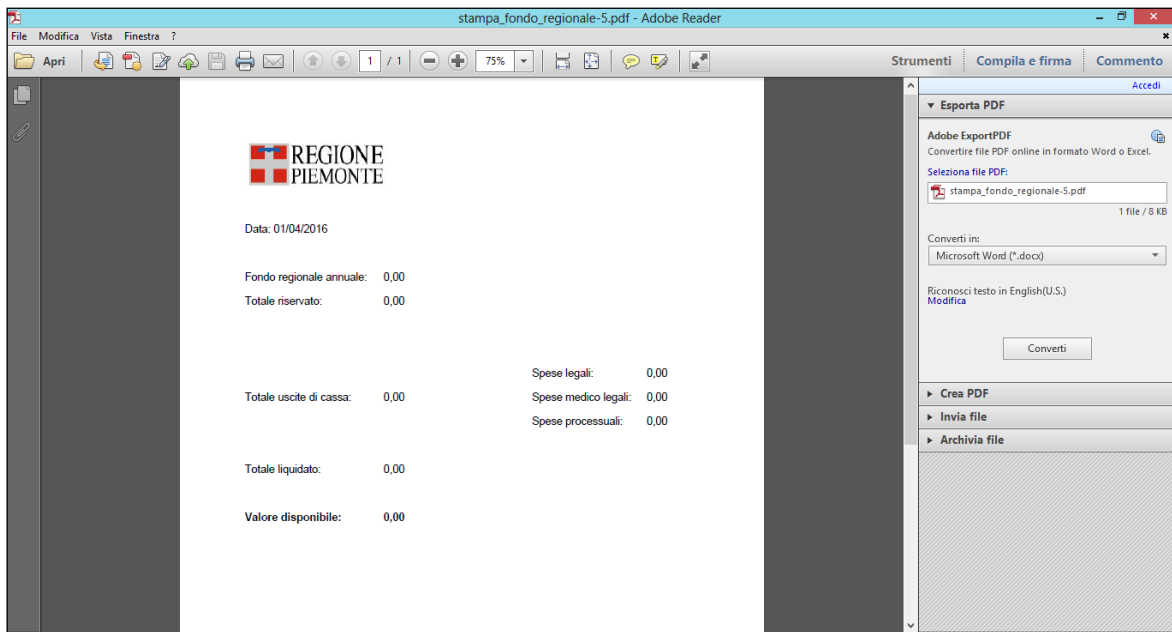 stampa_fondo_regionale-5.pdf - Adobe Reader
File Modifica Vista Finestra ?
Apri 1 / 1 75% Strumenti Compila e firma Commento
Accedi
REGIONE
PIEMONTE
Data: 01/04/2016
Fondo regionale annuale: 0,00
Totale riservato: 0,00
Spese legali: 0,00
Totale uscite di cassa: 0,00 Spese medico legali: 0,00
Spese processuali: 0,00
Totale liquidato: 0,00
Valore disponibile: 0,00
Esporta PDF
Adobe ExportPDF
Convertire file PDF online in formato Word o Excel.
Seleziona file PDF:
stampa_fondo_regionale-5.pdf
1 file / 8 KB
Converti in:
Microsoft Word (*.docx)
Riconosci testo in English(U.S.)
Modifica
Converti
Crea PDF
Invia file
Archivia file